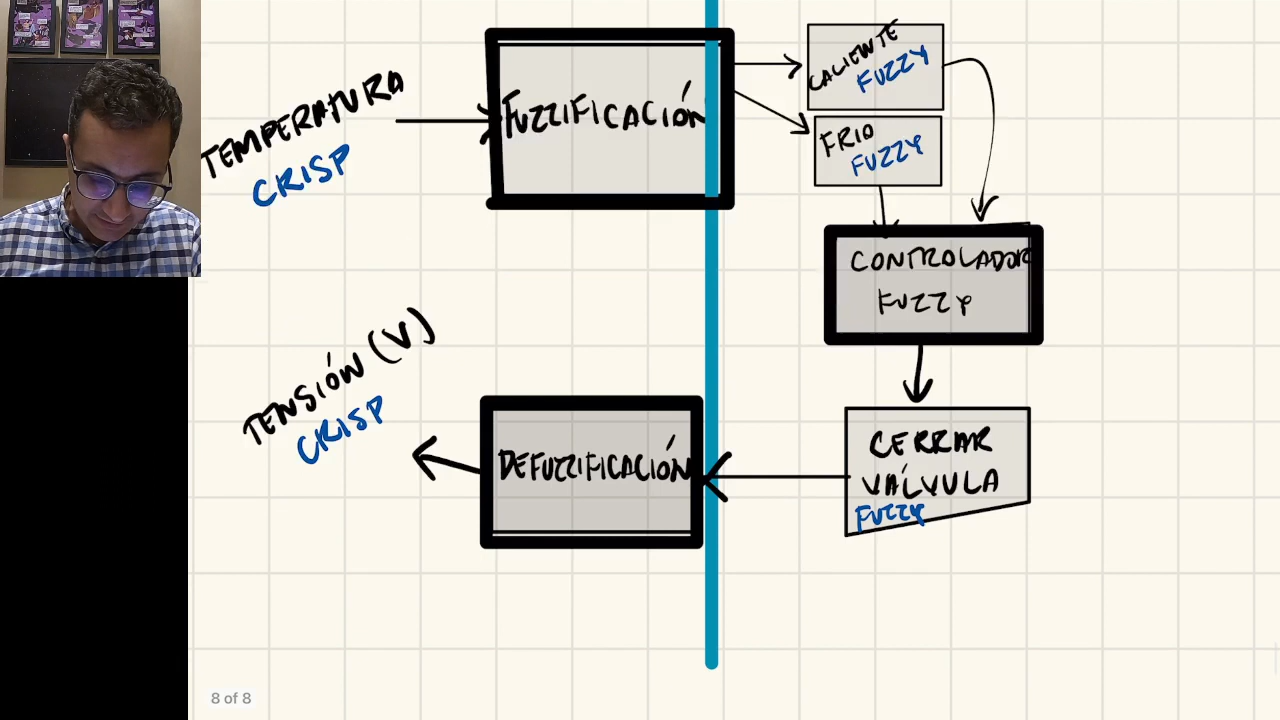 TEMPERATURA
CRISP
FUZZIFICACIÓN
CALIENTE
FUZZY
FRIO
FUZZY
CONTROLADOR
FUZZY
TENSIÓN (V)
CRISP
DEFUZZIFICACIÓN
CERRAR
VÁLVULA
FUZZY
8 of 8